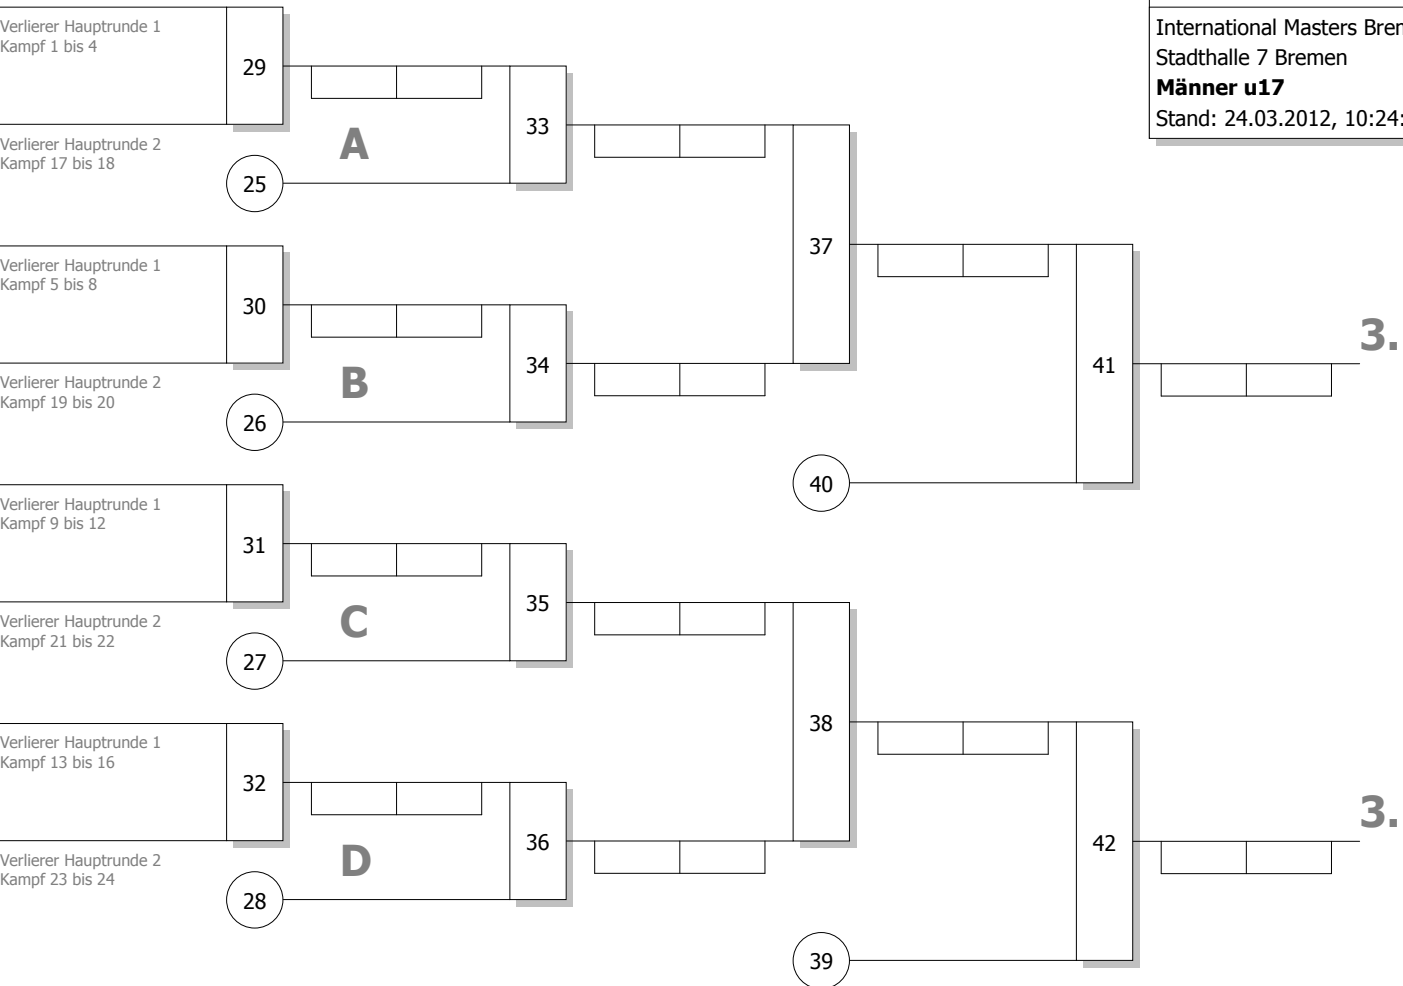 International Masters Brem
Stadthalle 7 Bremen
Männer u17
Stand: 24.03.2012, 10:24:
Verlierer Hauptrunde 1
Kampf 1 bis 4
29
Verlierer Hauptrunde 2
Kampf 17 bis 18
A
25
33
Verlierer Hauptrunde 1
Kampf 5 bis 8
30
Verlierer Hauptrunde 2
Kampf 19 bis 20
B
26
34
37
Verlierer Hauptrunde 1
Kampf 9 bis 12
31
Verlierer Hauptrunde 2
Kampf 21 bis 22
C
27
35
Verlierer Hauptrunde 1
Kampf 13 bis 16
32
Verlierer Hauptrunde 2
Kampf 23 bis 24
D
28
36
38
40
41
3.
39
42
3.